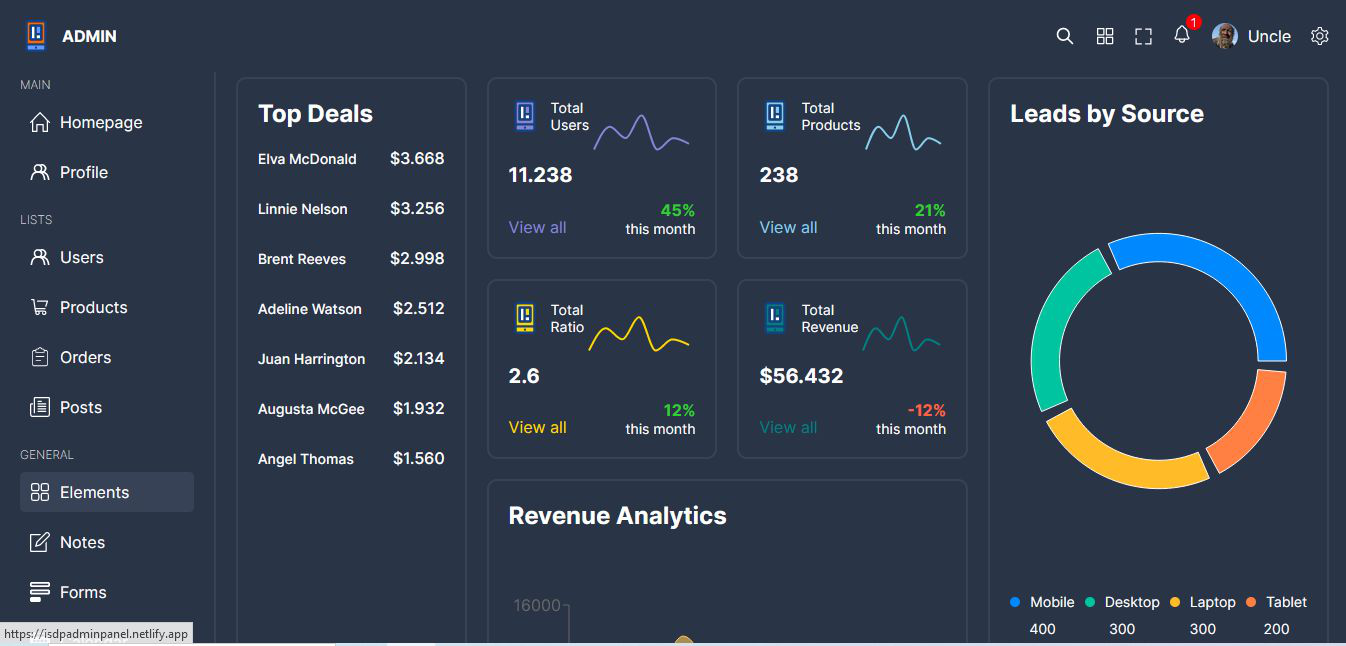 ADMIN
1
Uncle
MAIN
Homepage
Profile
LISTS
Users
Products
Orders
Posts
GENERAL
Elements
Notes
Forms
https://isdpadminpanel.netlify.app
Top Deals
Elva McDonald $3.668
Linnie Nelson $3.256
Brent Reeves $2.998
Adeline Watson $2.512
Juan Harrington $2.134
Augusta McGee $1.932
Angel Thomas $1.560
Total
Users
11.238
45%
View all this month
Total
Products
238
21%
View all this month
Total
Ratio
2.6
12%
View all this month
Total
Revenue
$56.432
-12%
View all this month
Revenue Analytics
16000
Leads by Source
Mobile Desktop Laptop Tablet
400 300 300 200